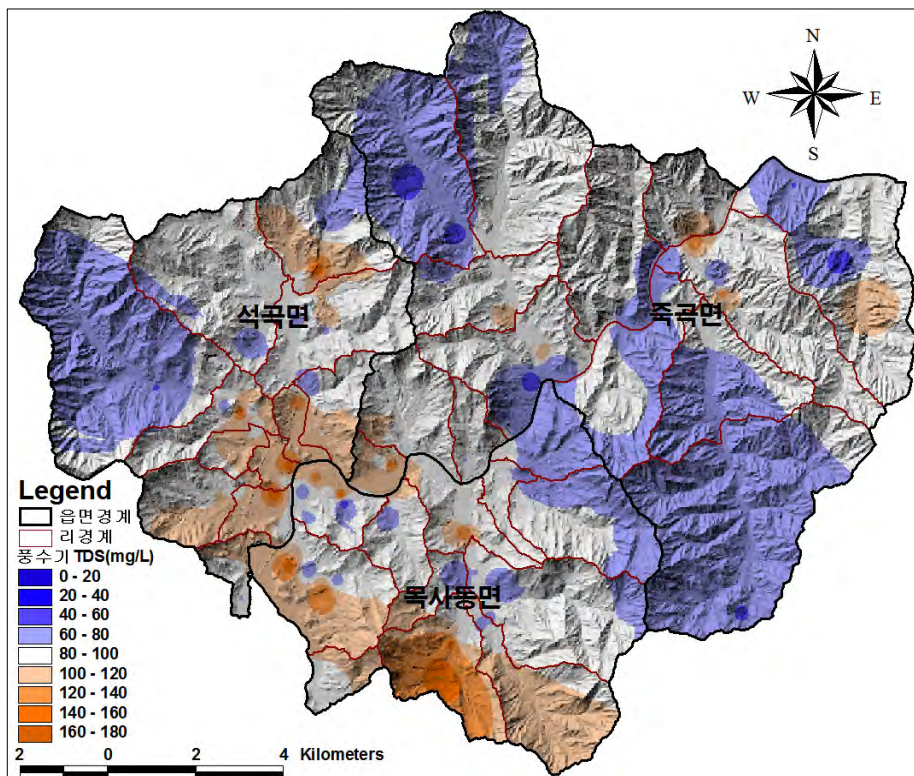 N
W E
S
석곡면
죽곡면
목사동면
Legend
읍면경계
리경계
풍수기 TDS(mg/L)
0 - 20
20 - 40
40 - 60
60 - 80
80 - 100
100 - 120
120 - 140
140 - 160
160 - 180
2 0 2 4 Kilometers